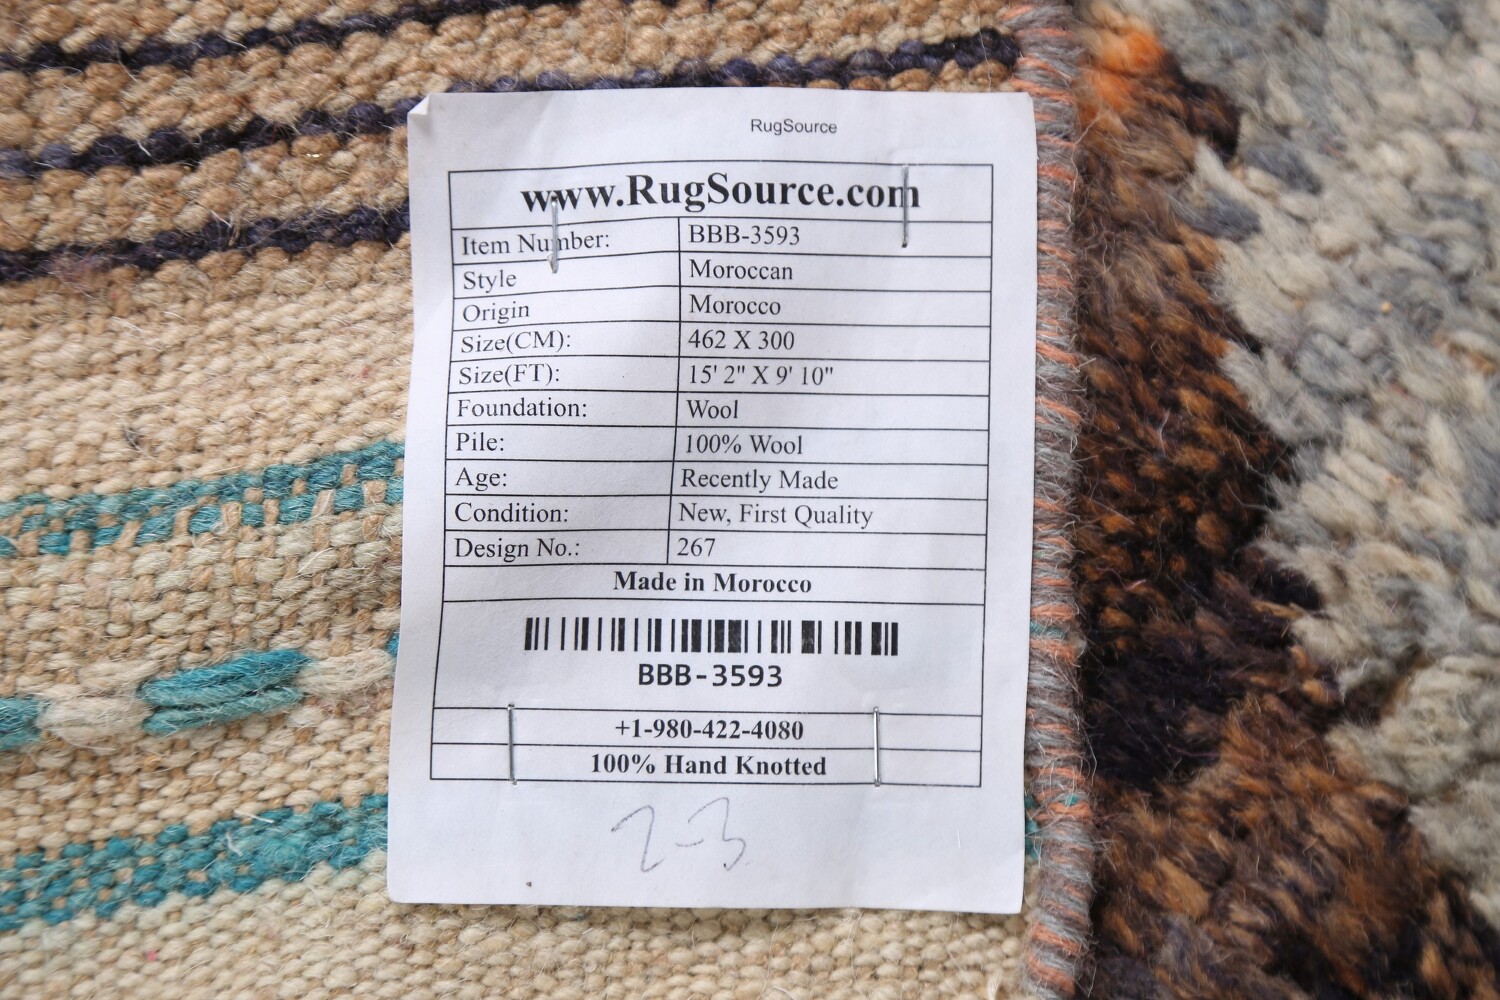 RugSource
www.RugSource.com
Item Number: BBB-3593
Style Moroccan
Origin Morocco
Size(CM): 462 X 300
Size(FT): 15' 2" X 9' 10"
Foundation: Wool
Pile: 100% Wool
Age: Recently Made
Condition: New, First Quality
Design No.: 267
Made in Morocco
BBB-3593
+1-980-422-4080
100% Hand Knotted
2-3